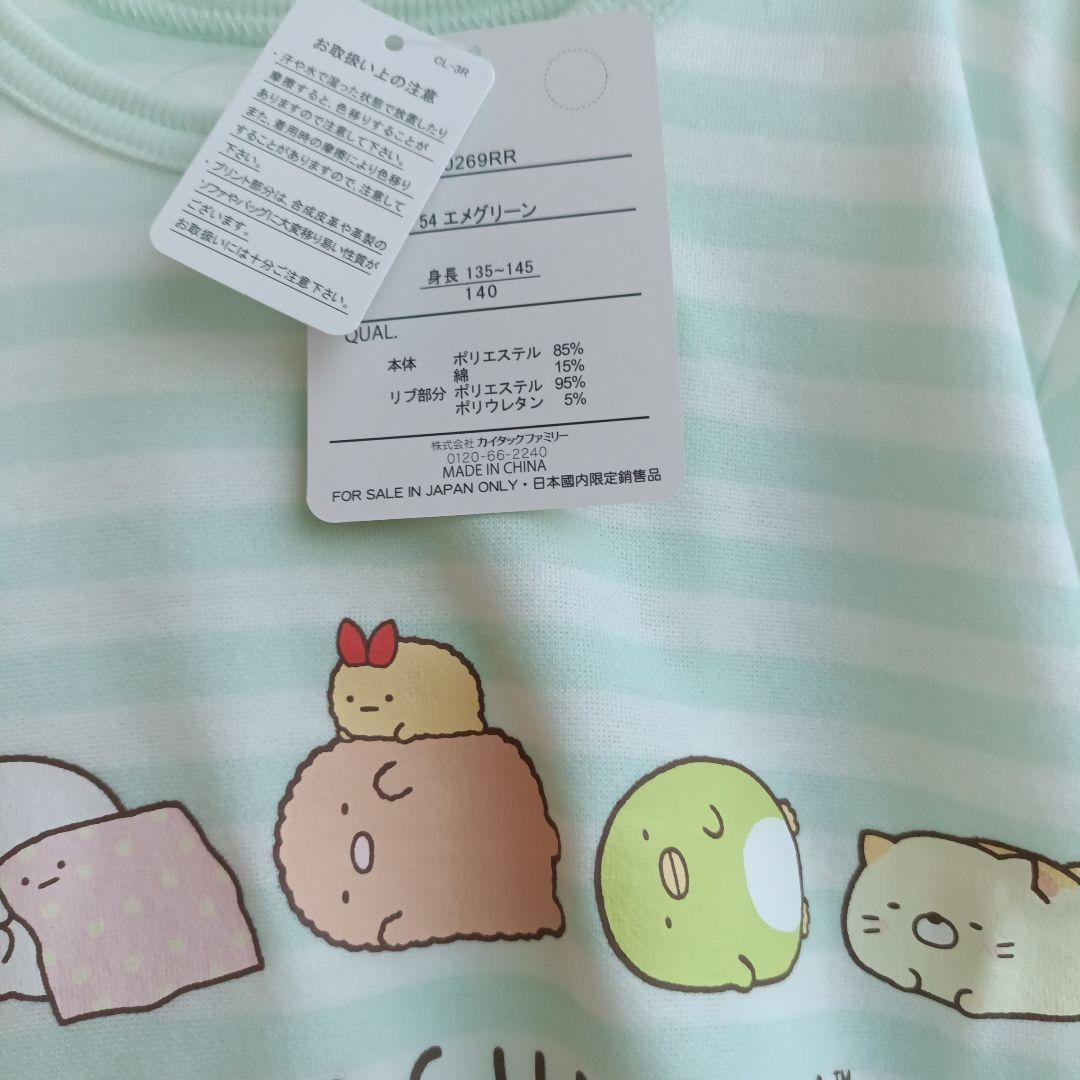 CL-3R
お取扱い上の注意
・汗や水で湿った状態で放置したり
摩擦すると、色移りすることが
ありますので注意して下さい。
また、着用時の摩擦により色移り
することがありますので、注意して
下さい。
・プリント部分は、合成皮革や革製の
ソファやバッグに大変移り易い性質が
ございます。
お取扱いには十分ご注意下さい。
0269RR
54 エメグリーン
身長 135~145
140
QUAL.
本体 ポリエステル 85%
綿 15%
リブ部分 ポリエステル 95%
ポリウレタン 5%
株式会社 カイタックファミリー
0120-66-2240
MADE IN CHINA
FOR SALE IN JAPAN ONLY・日本國内限定銷售品
TM